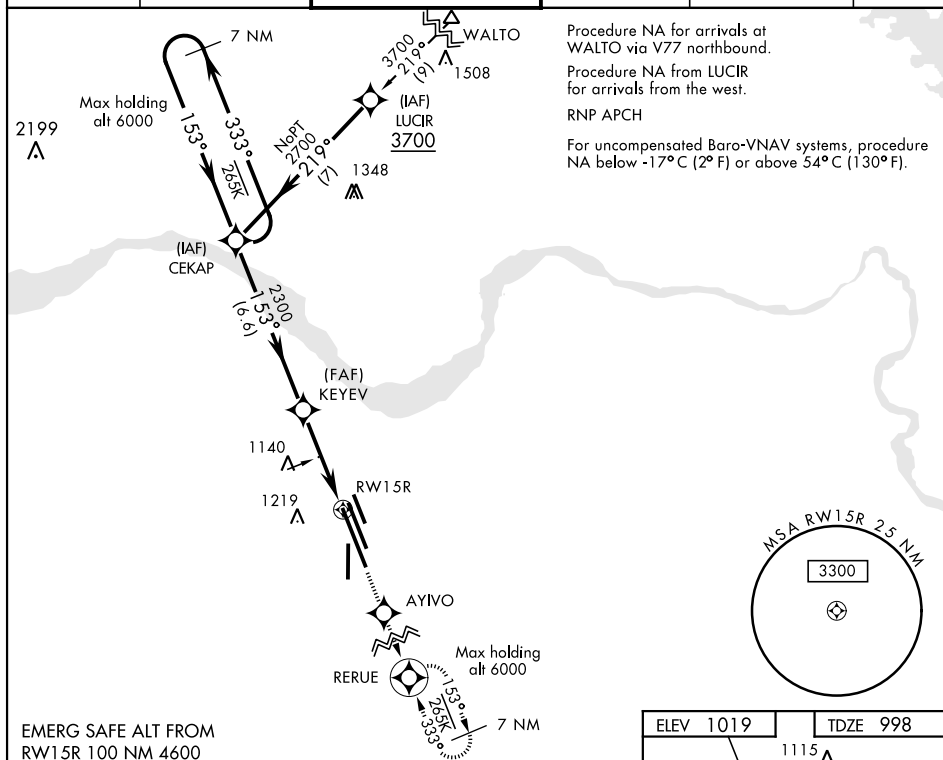 7 NM
WALTO
3700
219°
(9)
1508
(IAF)
LUCIR
3700
Max holding
alt 6000
2199
153°
333°
265K
NoPT
2700
219°
(7)
1348
Procedure NA for arrivals at
WALTO via V77 northbound.
Procedure NA from LUCIR
for arrivals from the west.
RNP APCH
For uncompensated Baro-VNAV systems, procedure
NA below -17°C (2°F) or above 54°C (130°F).
(IAF)
CEKAP
2300
153°
(6.6)
(FAF)
KEYEV
1140
1219
RW15R
AYIVO
RERUE
Max holding
alt 6000
153°
265K
333°
7 NM
MSA RW15R 25 NM
3300
EMERG SAFE ALT FROM
RW15R 100 NM 4600
ELEV 1019
TDZE 998
1115